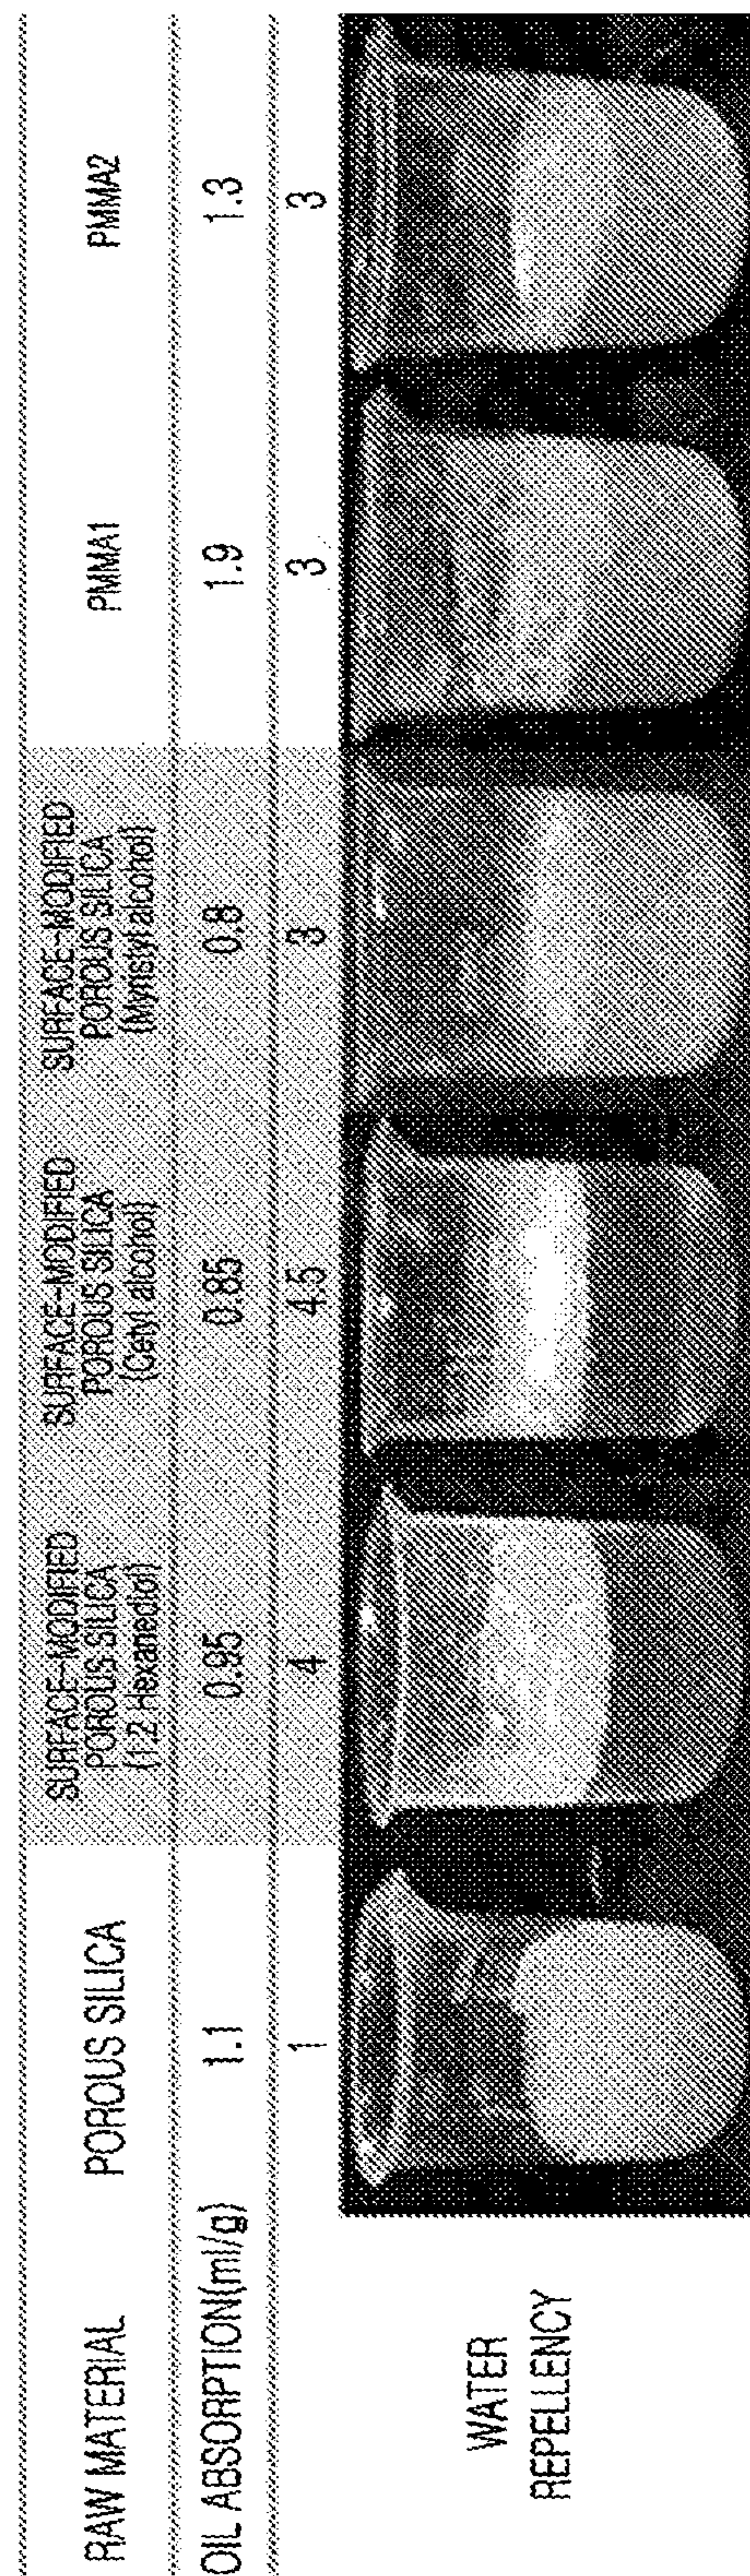 RAW MATERIAL
POROUS SILICA
SURFACE-MODIFIED
POROUS SILICA
(1.2 Hexanediol)
SURFACE-MODIFIED
POROUS SILICA
(Cetyl alcohol)
SURFACE-MODIFIED
POROUS SILICA
(Myristyl alcohol)
PMMA1
PMMA2
OIL ABSORPTION(ml/g)
1.1
0.95
0.85
0.8
1.9
1.3
WATER
REPELLENCY
1
4
4.5
3
3
3